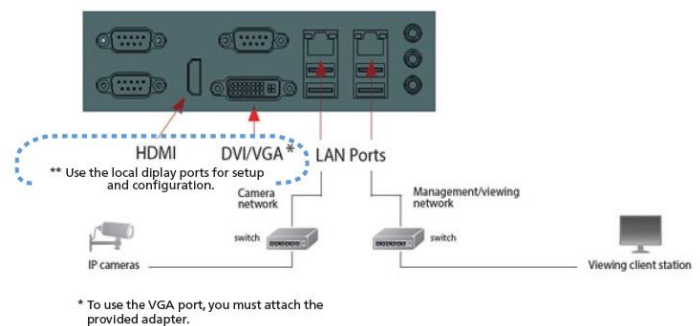 HDMI
DVI/VGA *
LAN Ports
** Use the local diplay ports for setup
and configuration.
Camera
network
Management/viewing
network
switch
switch
IP cameras
Viewing client station
* To use the VGA port, you must attach the
provided adapter.